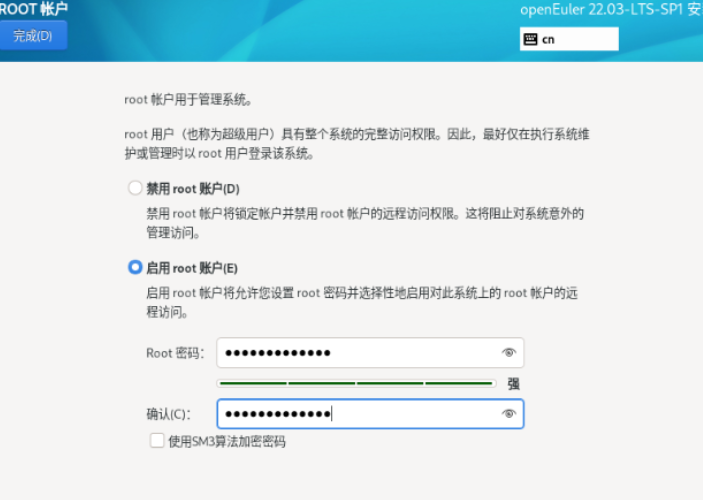 ROOT 帐户
openEuler 22.03-LTS-SP1 安
完成(D)
cn
root 帐户用于管理系统。
root 用户（也称为超级用户）具有整个系统的完整访问权限。因此，最好仅在执行系统维
护或管理时以 root 用户登录该系统。
禁用 root 账户(D)
禁用 root 帐户将锁定帐户并禁用 root 帐户的远程访问权限。这将阻止对系统意外的
管理访问。
启用 root 账户(E)
启用 root 帐户将允许您设置 root 密码并选择性地启用对此系统上的 root 帐户的远
程访问。
Root 密码：
强
确认(C)：
使用SM3算法加密密码